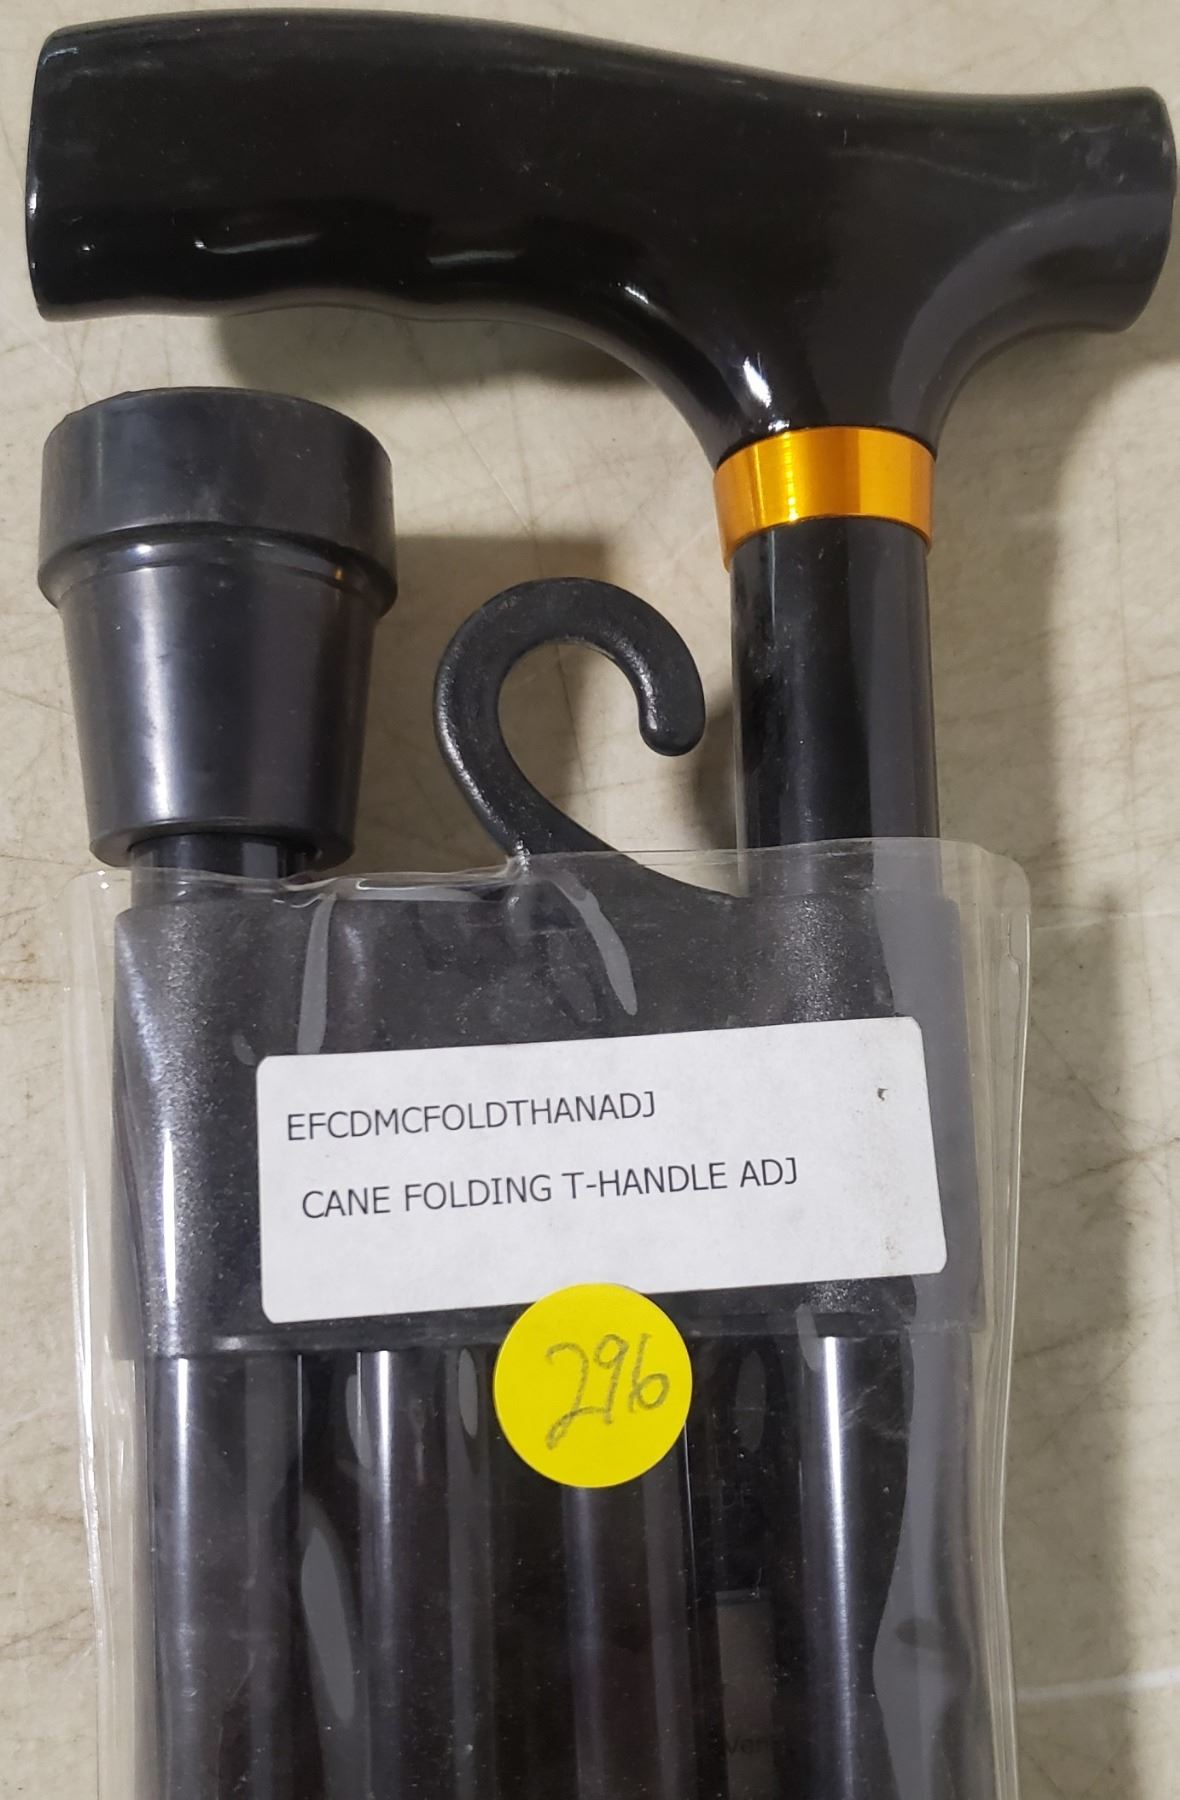 EFCDMCFOLDTHANADJ
CANE FOLDING T-HANDLE ADJ
296